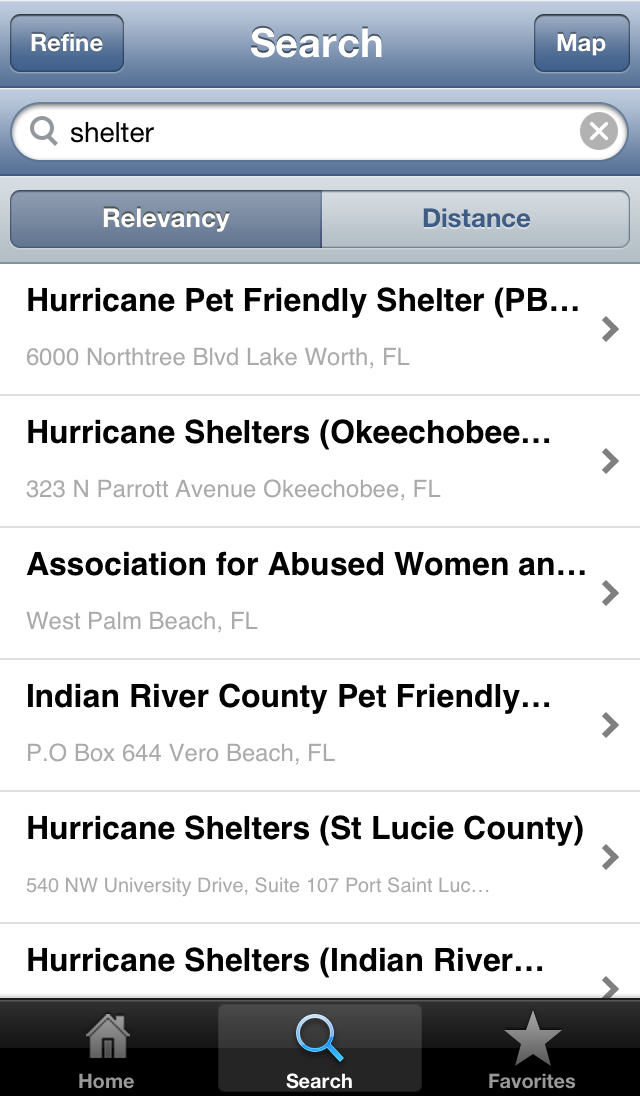 Refine Search Map
shelter
Relevancy Distance
Hurricane Pet Friendly Shelter (PB...
6000 Northtree Blvd Lake Worth, FL
Hurricane Shelters (Okeechobee...
323 N Parrott Avenue Okeechobee, FL
Association for Abused Women an...
West Palm Beach, FL
Indian River County Pet Friendly...
P.O Box 644 Vero Beach, FL
Hurricane Shelters (St Lucie County)
540 NW University Drive, Suite 107 Port Saint Luc...
Hurricane Shelters (Indian River...
Home Search Favorites